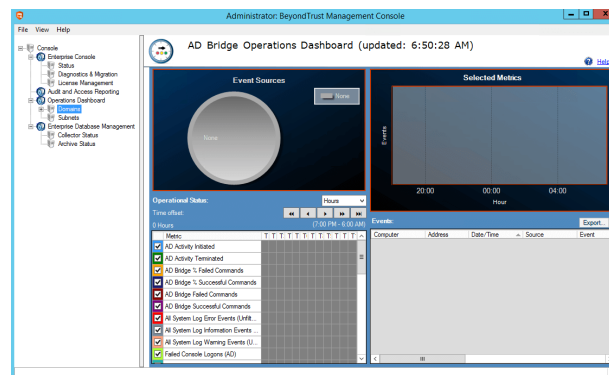 Administrator: BeyondTrust Management Console
File View Help
Console
Enterprise Console
Status
Diagnostics & Migration
License Management
Audit and Access Reporting
Operations Dashboard
Domains
Subnets
Enterprise Database Management
Collector Status
Archive Status
AD Bridge Operations Dashboard (updated: 6:50:28 AM)
Help
Event Sources
None
None
Selected Metrics
Events
20:00 00:00 04:00
Hour
Operational Status: Hours
Time offset:
0 Hours (7:00 PM - 6:00 AM)
Metric T T T T T T T T T T T
AD Activity Initiated
AD Activity Terminated
AD Bridge % Failed Commands
AD Bridge % Successful Commands
AD Bridge Failed Commands
AD Bridge Successful Commands
All System Log Error Events (Unfilt...
All System Log Information Events ...
All System Log Warning Events (U...
Failed Console Logons (AD)
Events: Export...
Computer Address Date/Time Source Event